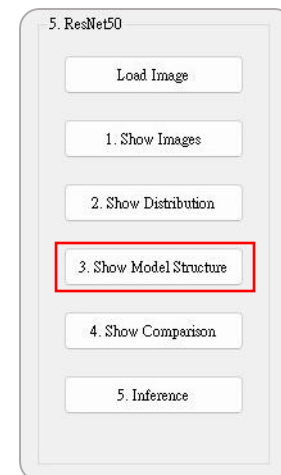 5. ResNet50
Load Image
1. Show Images
2. Show Distribution
3. Show Model Structure
4. Show Comparison
5. Inference